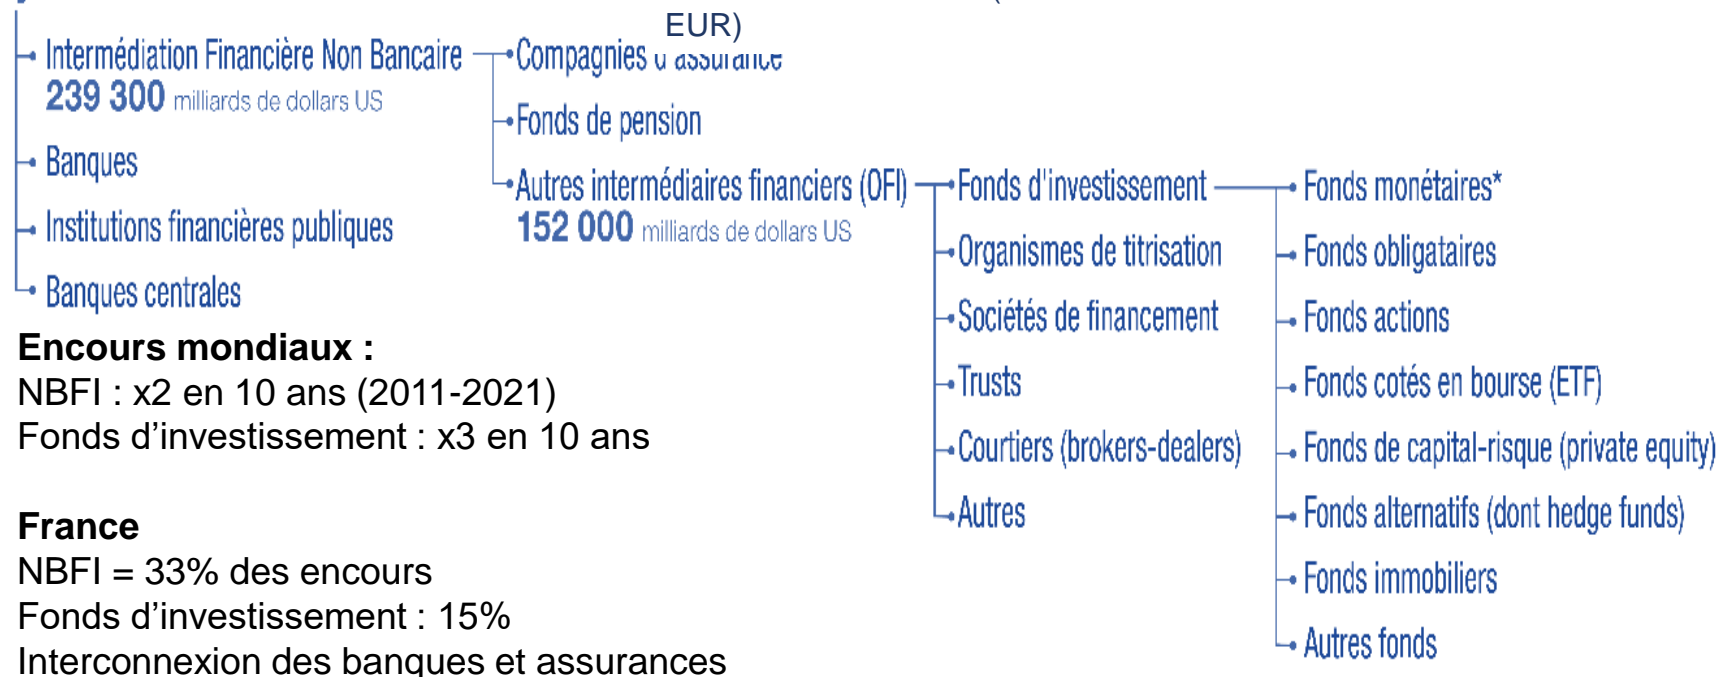 EUR)
Intermédiation Financière Non Bancaire
239 300 milliards de dollars US
Banques
Institutions financières publiques
Banques centrales
Compagnies d'assurance
Fonds de pension
Autres intermédiaires financiers (OFI)
152 000 milliards de dollars US
Fonds d'investissement
Organismes de titrisation
Sociétés de financement
Trusts
Courtiers (brokers-dealers)
Autres
Fonds monétaires*
Fonds obligataires
Fonds actions
Fonds cotés en bourse (ETF)
Fonds de capital-risque (private equity)
Fonds alternatifs (dont hedge funds)
Fonds immobiliers
Autres fonds
Encours mondiaux :
NBFI : x2 en 10 ans (2011-2021)
Fonds d’investissement : x3 en 10 ans
France
NBFI = 33% des encours
Fonds d’investissement : 15%
Interconnexion des banques et assurances